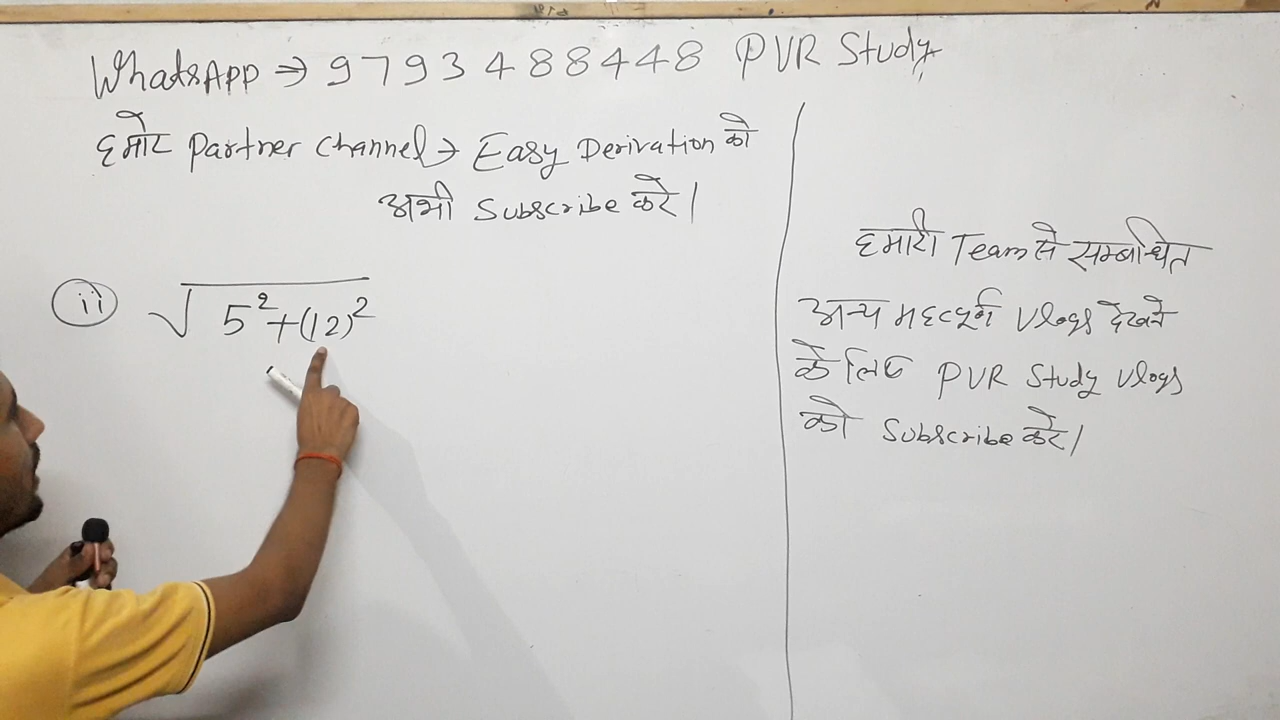 WhatsApp ⇒ 9793488448 PVR Study
हमारे Partner Channel → Easy Derivation को
अभी Subscribe करें।
ii) √5²+(12)²
हमारी Team से सम्बन्धित
अन्य महत्वपूर्ण Vlogs देखने
के लिए PVR Study Vlogs
को Subscribe करें।